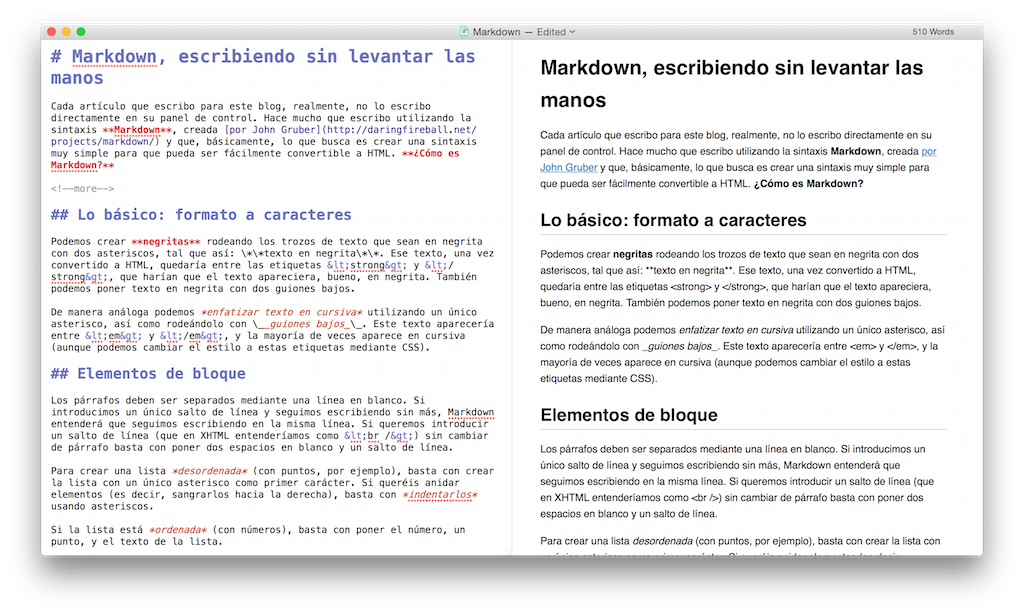 Markdown — Edited
510 Words
# Markdown, escribiendo sin levantar las
manos
Cada artículo que escribo para este blog, realmente, no lo escribo
directamente en su panel de control. Hace mucho que escribo utilizando la
sintaxis **Markdown**, creada [por John Gruber](http://daringfireball.net/
projects/markdown/) y que, básicamente, lo que busca es crear una sintaxis
muy simple para que pueda ser fácilmente convertible a HTML. **¿Cómo es
Markdown?**
<!--more-->
## Lo básico: formato a caracteres
Podemos crear **negritas** rodeando los trozos de texto que sean en negrita
con dos asteriscos, tal que así: \*\*texto en negrita\*\*. Ese texto, una vez
convertido a HTML, quedaría entre las etiquetas &lt;strong&gt; y &lt;/
strong&gt;, que harían que el texto apareciera, bueno, en negrita. También
podemos poner texto en negrita con dos guiones bajos.
De manera análoga podemos *enfatizar texto en cursiva* utilizando un único
asterisco, así como rodeándolo con \__guiones bajos_\_. Este texto aparecería
entre &lt;em&gt; y &lt;/em&gt;, y la mayoría de veces aparece en cursiva
(aunque podemos cambiar el estilo a estas etiquetas mediante CSS).
## Elementos de bloque
Los párrafos deben ser separados mediante una línea en blanco. Si
introducimos un único salto de línea y seguimos escribiendo sin más, Markdown
entenderá que seguimos escribiendo en la misma línea. Si queremos introducir
un salto de línea (que en XHTML entenderíamos como &lt;br /&gt;) sin cambiar
de párrafo basta con poner dos espacios en blanco y un salto de línea.
Para crear una lista *desordenada* (con puntos, por ejemplo), basta con crear
la lista con un único asterisco como primer carácter. Si queréis anidar
elementos (es decir, sangrarlos hacia la derecha), basta con *indentarlos*
usando asteriscos.
Si la lista está *ordenada* (con números), basta con poner el número, un
punto, y el texto de la lista.
Markdown, escribiendo sin levantar las
manos
Cada artículo que escribo para este blog, realmente, no lo escribo directamente en su
panel de control. Hace mucho que escribo utilizando la sintaxis Markdown, creada por
John Gruber y que, básicamente, lo que busca es crear una sintaxis muy simple para
que pueda ser fácilmente convertible a HTML. ¿Cómo es Markdown?
Lo básico: formato a caracteres
Podemos crear negritas rodeando los trozos de texto que sean en negrita con dos
asteriscos, tal que así: **texto en negrita**. Ese texto, una vez convertido a HTML,
quedaría entre las etiquetas <strong> y </strong>, que harían que el texto apareciera,
bueno, en negrita. También podemos poner texto en negrita con dos guiones bajos.
De manera análoga podemos enfatizar texto en cursiva utilizando un único asterisco, así
como rodeándolo con _guiones bajos_. Este texto aparecería entre <em> y </em>, y la
mayoría de veces aparece en cursiva (aunque podemos cambiar el estilo a estas
etiquetas mediante CSS).
Elementos de bloque
Los párrafos deben ser separados mediante una línea en blanco. Si introducimos un
único salto de línea y seguimos escribiendo sin más, Markdown entenderá que
seguimos escribiendo en la misma línea. Si queremos introducir un salto de línea (que
en XHTML entenderíamos como <br />) sin cambiar de párrafo basta con poner dos
espacios en blanco y un salto de línea.
Para crear una lista desordenada (con puntos, por ejemplo), basta con crear la lista con